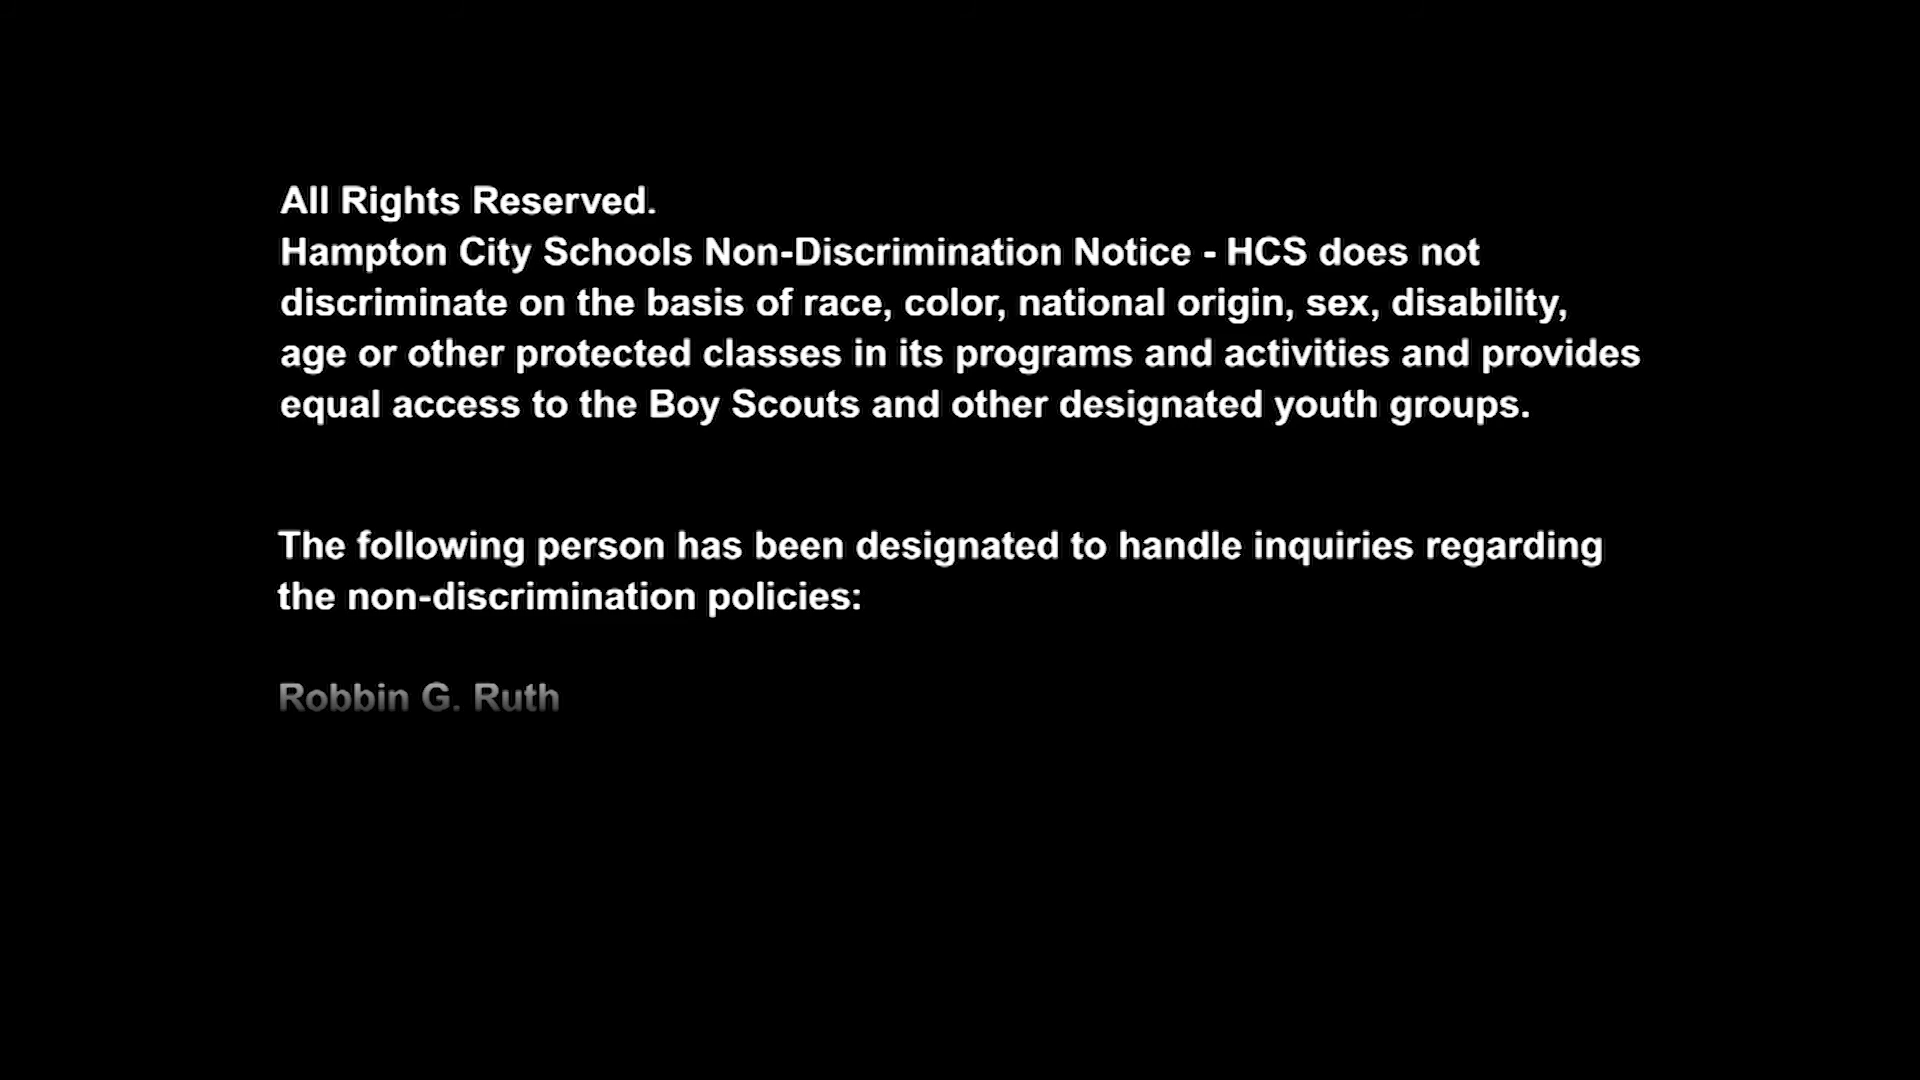 All Rights Reserved.
Hampton City Schools Non-Discrimination Notice - HCS does not
discriminate on the basis of race, color, national origin, sex, disability,
age or other protected classes in its programs and activities and provides
equal access to the Boy Scouts and other designated youth groups.
The following person has been designated to handle inquiries regarding
the non-discrimination policies:
Robbin G. Ruth